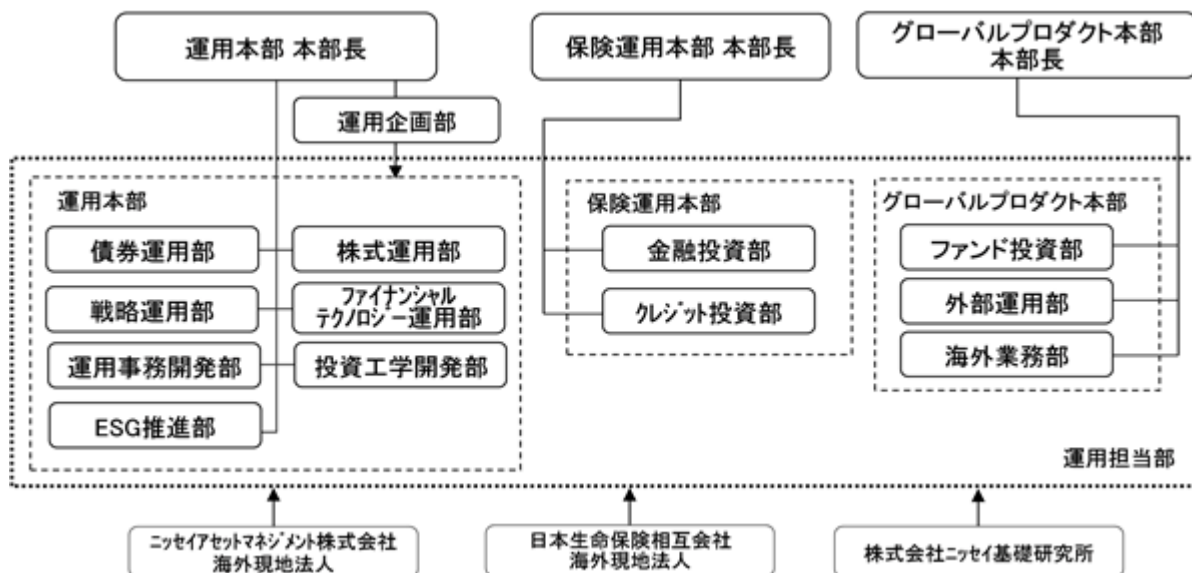 運用本部 本部長
保険運用本部 本部長
グローバルプロダクト本部
本部長
運用企画部
運用本部
債券運用部
株式運用部
戦略運用部
ファイナンシャル
テクノロジー運用部
運用事務開発部
投資工学開発部
ESG推進部
保険運用本部
金融投資部
クレジット投資部
グローバルプロダクト本部
ファンド投資部
外部運用部
海外業務部
運用担当部
ニッセイアセットマネジメント株式会社
海外現地法人
日本生命保険相互会社
海外現地法人
株式会社ニッセイ基礎研究所